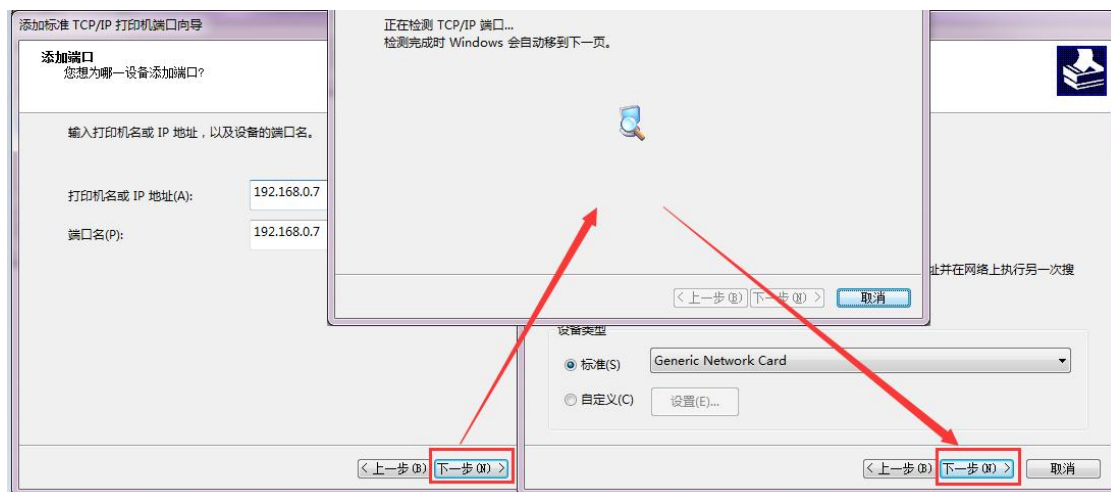 添加标准 TCP/IP 打印机端口向导
添加端口
您想为哪一设备添加端口?
输入打印机名或 IP 地址，以及设备的端口名。
打印机名或 IP 地址(A):
192.168.0.7
端口名(P):
192.168.0.7
< 上一步(B)
下一步(N) >
正在检测 TCP/IP 端口...
检测完成时 Windows 会自动移到下一页。
< 上一步(B)
下一步(N) >
取消
址并在网络上执行另一次搜
设备类型
标准(S)
Generic Network Card
自定义(C)
设置(E)...
< 上一步(B)
下一步(N) >
取消